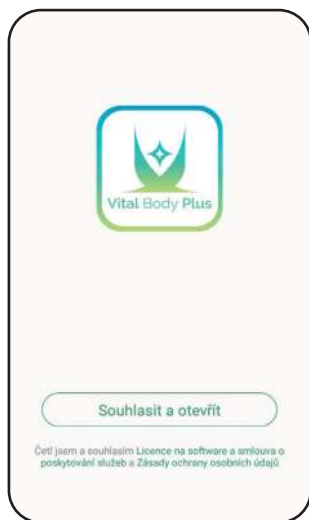 Vital Body Plus
Souhlasit a otevřít
Četl jsem a souhlasím Licence na software a smlouva o
poskytování služeb a Zásady ochrany osobních údajů